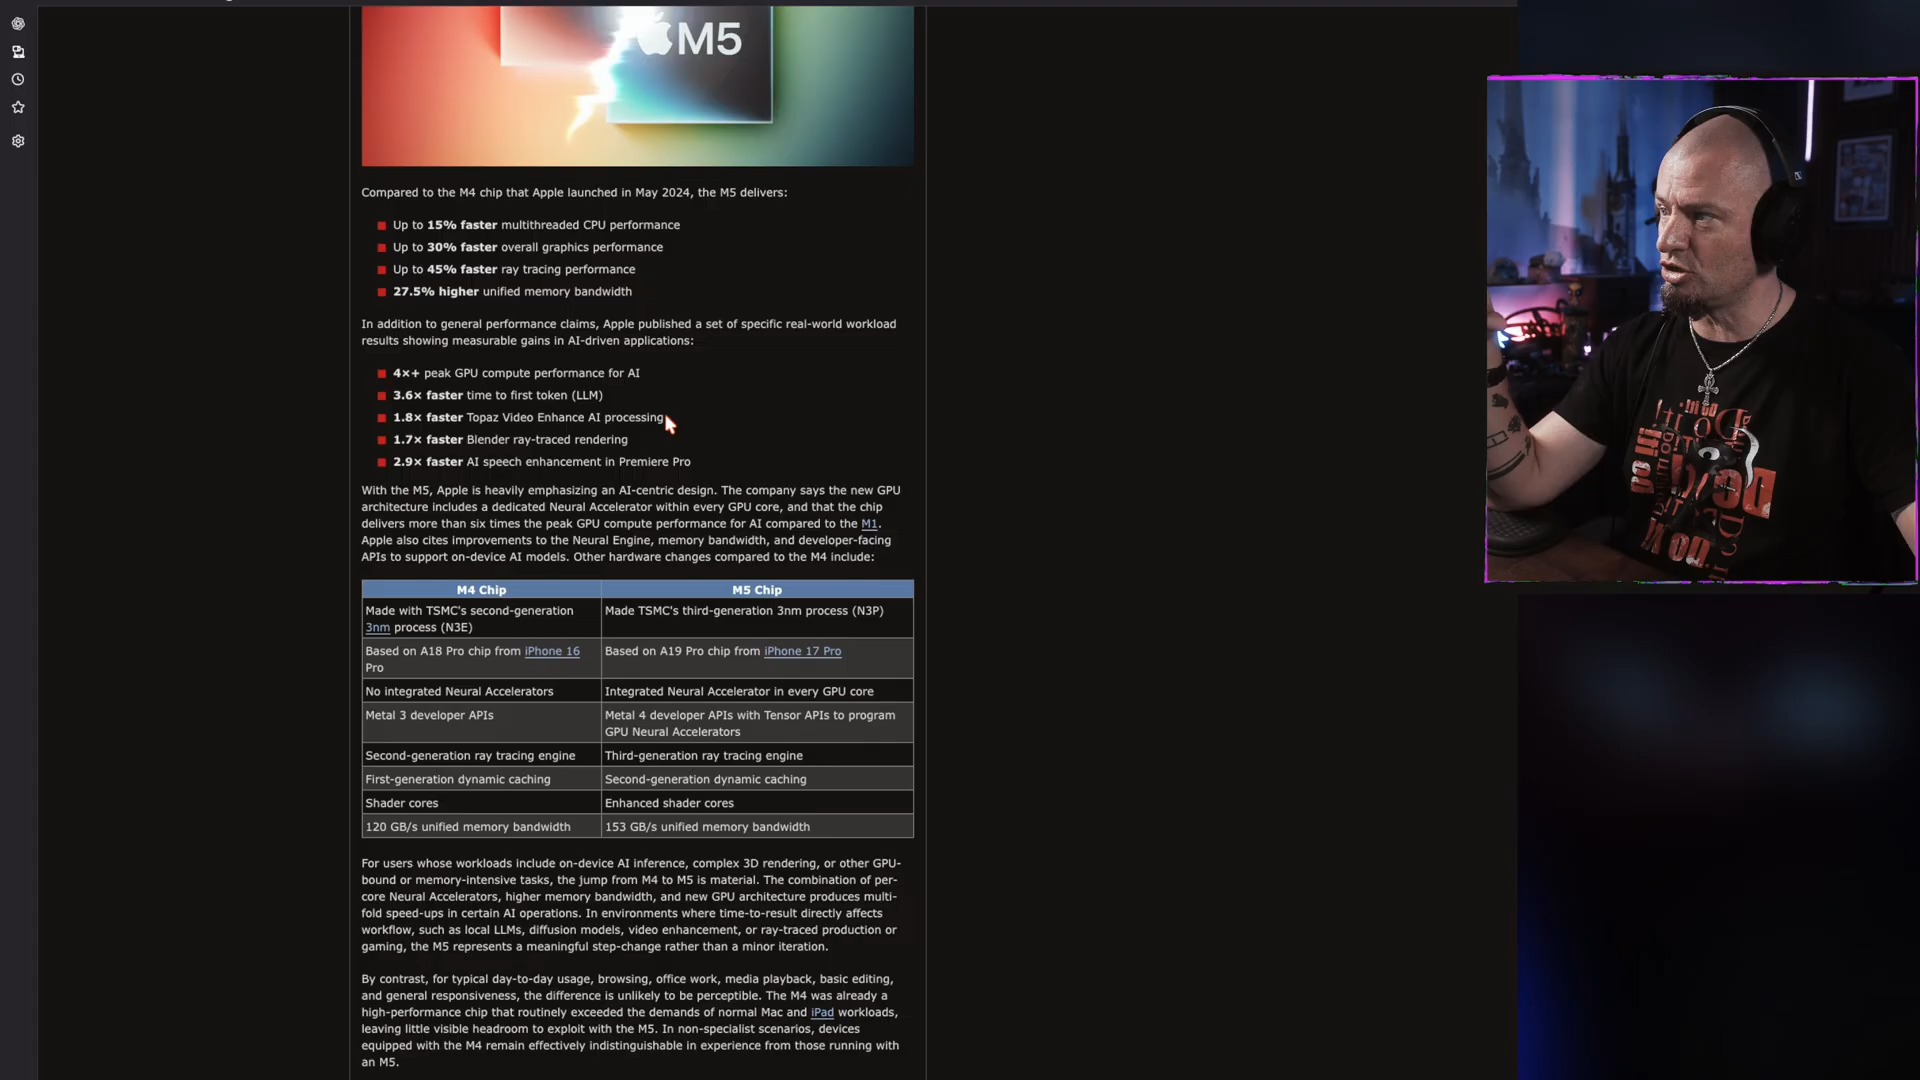 M5
Compared to the M4 chip that Apple launched in May 2024, the M5 delivers:
Up to 15% faster multithreaded CPU performance
Up to 30% faster overall graphics performance
Up to 45% faster ray tracing performance
27.5% higher unified memory bandwidth
In addition to general performance claims, Apple published a set of specific real-world workload
results showing measurable gains in AI-driven applications:
4×+ peak GPU compute performance for AI
3.6× faster time to first token (LLM)
1.8× faster Topaz Video Enhance AI processing
1.7× faster Blender ray-traced rendering
2.9× faster AI speech enhancement in Premiere Pro
With the M5, Apple is heavily emphasizing an AI-centric design. The company says the new GPU
architecture includes a dedicated Neural Accelerator within every GPU core, and that the chip
delivers more than six times the peak GPU compute performance for AI compared to the M1.
Apple also cites improvements to the Neural Engine, memory bandwidth, and developer-facing
APIs to support on-device AI models. Other hardware changes compared to the M4 include:
M4 Chip M5 Chip
Made with TSMC's second-generation Made TSMC's third-generation 3nm process (N3P)
3nm process (N3E)
Based on A18 Pro chip from iPhone 16 Based on A19 Pro chip from iPhone 17 Pro
Pro
No integrated Neural Accelerators Integrated Neural Accelerator in every GPU core
Metal 3 developer APIs Metal 4 developer APIs with Tensor APIs to program
GPU Neural Accelerators
Second-generation ray tracing engine Third-generation ray tracing engine
First-generation dynamic caching Second-generation dynamic caching
Shader cores Enhanced shader cores
120 GB/s unified memory bandwidth 153 GB/s unified memory bandwidth
For users whose workloads include on-device AI inference, complex 3D rendering, or other GPU-
bound or memory-intensive tasks, the jump from M4 to M5 is material. The combination of per-
core Neural Accelerators, higher memory bandwidth, and new GPU architecture produces multi-
fold speed-ups in certain AI operations. In environments where time-to-result directly affects
workflow, such as local LLMs, diffusion models, video enhancement, or ray-traced production or
gaming, the M5 represents a meaningful step-change rather than a minor iteration.
By contrast, for typical day-to-day usage, browsing, office work, media playback, basic editing,
and general responsiveness, the difference is unlikely to be perceptible. The M4 was already a
high-performance chip that routinely exceeded the demands of normal Mac and iPad workloads,
leaving little visible headroom to exploit with the M5. In non-specialist scenarios, devices
equipped with the M4 remain effectively indistinguishable in experience from those running with
an M5.